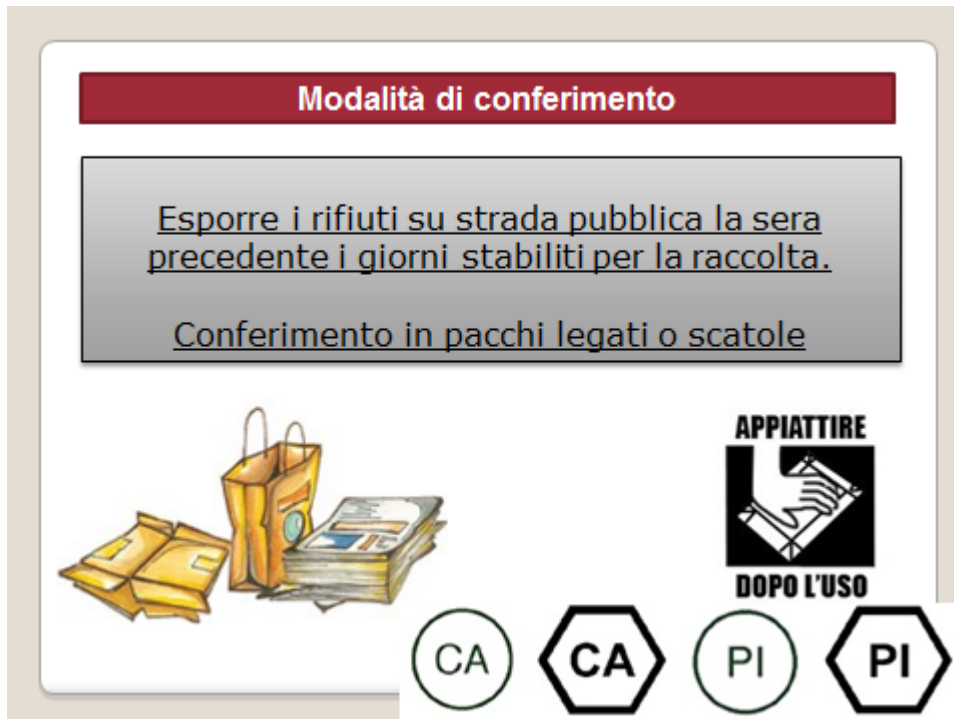 Modalità di conferimento
Esporre i rifiuti su strada pubblica la sera
precedente i giorni stabiliti per la raccolta.
Conferimento in pacchi legati o scatole
APPIATTIRE
DOPO L'USO
CA CA PI PI